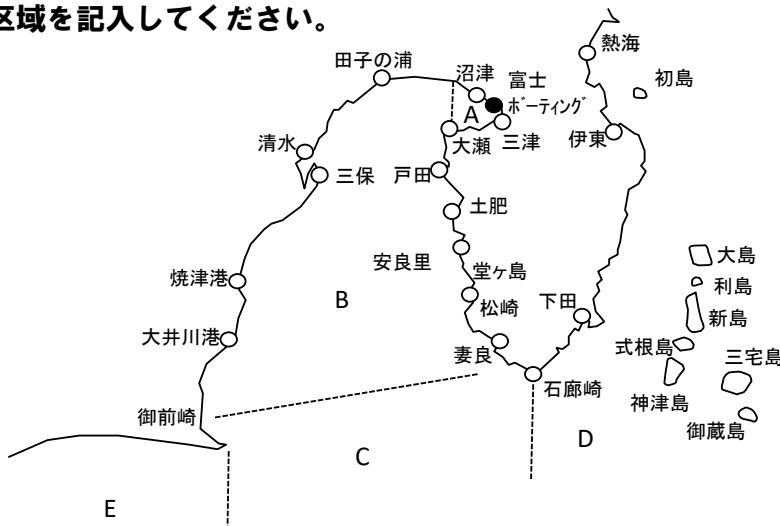 区域を記入してください。
熱海
田子の浦
沼津
富士
ﾎﾞｰﾃｨﾝｸﾞ
初島
A
清水
大瀬
三津
伊東
三保
戸田
土肥
安良里
堂ヶ島
大島
焼津港
利島
B
松崎
下田
新島
大井川港
妻良
式根島
三宅島
石廊崎
神津島
御前崎
御蔵島
D
C
E